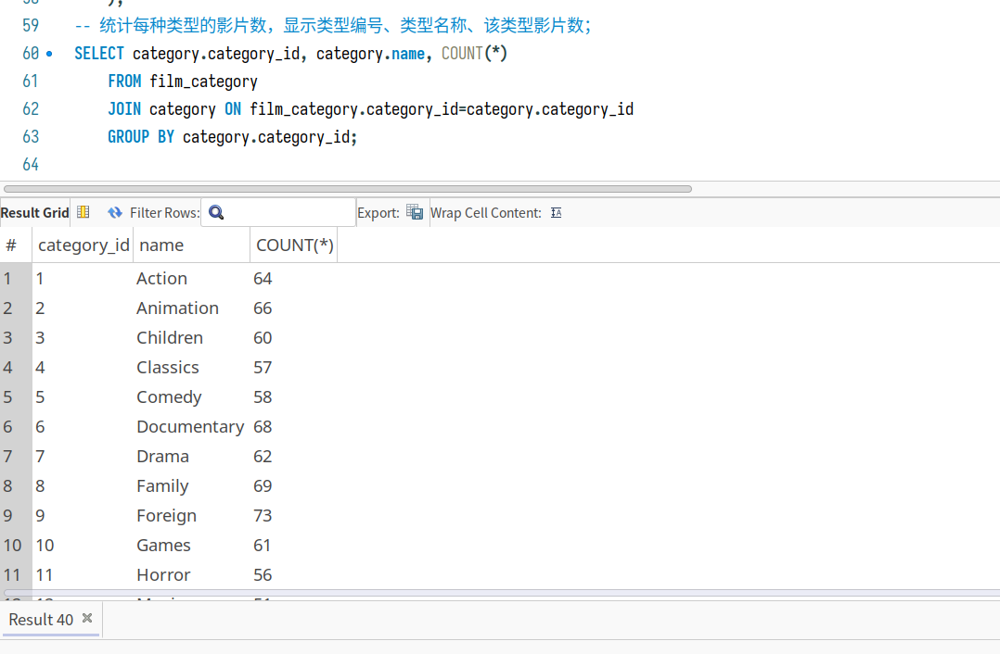 59 -- 统计每种类型的影片数，显示类型编号、类型名称、该类型影片数；
60 SELECT category.category_id, category.name, COUNT(*)
61 FROM film_category
62 JOIN category ON film_category.category_id=category.category_id
63 GROUP BY category.category_id;
64
Result Grid Filter Rows: Export: Wrap Cell Content:
# category_id name COUNT(*)
1 1 Action 64
2 2 Animation 66
3 3 Children 60
4 4 Classics 57
5 5 Comedy 58
6 6 Documentary 68
7 7 Drama 62
8 8 Family 69
9 9 Foreign 73
10 10 Games 61
11 11 Horror 56
Result 40